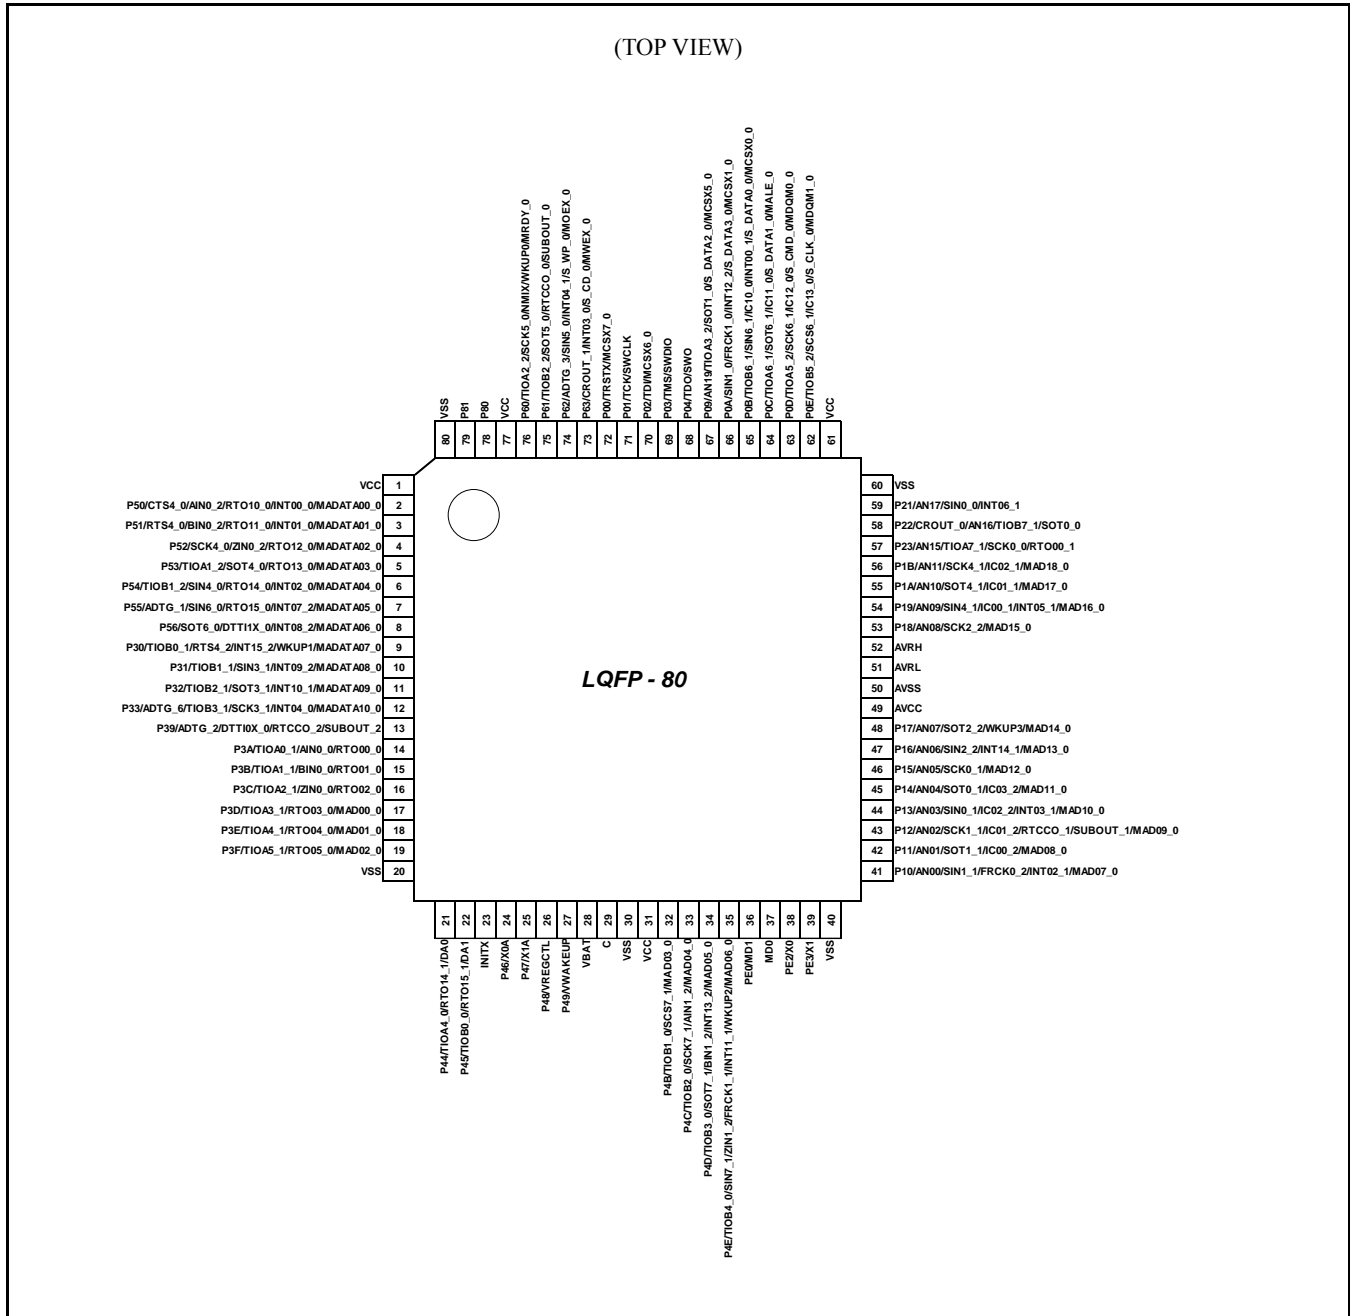 (TOP VIEW)
VSS
P81
P80
VCC
P60/TIOA2_2/SCK5_0/NMIX/WKUP0/MRDY_0
P61/TIOB2_2/SOT5_0/RTCCO_0/SUBOUT_0
P62/ADTG_3/SIN5_0/INT04_1/S_WP_0/MOEX_0
P63/CROUT_1/INT03_0/S_CD_0/MWEX_0
P00/TRSTX/MCSX7_0
P01/TCK/SWCLK
P02/TDI/MCSX6_0
P03/TMS/SWDIO
P04/TDO/SWO
P09/AN19/TIOA3_2/SOT1_0/S_DATA2_0/MCSX5_0
P0A/SIN1_0/FRCK1_0/INT12_2/S_DATA3_0/MCSX1_0
P0B/TIOB6_1/SIN6_1/IC10_0/INT00_1/S_DATA0_0/MCSX0_0
P0C/TIOA6_1/SOT6_1/IC11_0/S_DATA1_0/MALE_0
P0D/TIOA5_2/SCK6_1/IC12_0/S_CMD_0/MDQM0_0
P0E/TIOB5_2/SCS6_1/IC13_0/S_CLK_0/MDQM1_0
VCC
80 79 78 77 76 75 74 73 72 71 70 69 68 67 66 65 64 63 62 61
VCC 1
P50/CTS4_0/AIN0_2/RTO10_0/INT00_0/MADATA00_0 2
P51/RTS4_0/BIN0_2/RTO11_0/INT01_0/MADATA01_0 3
P52/SCK4_0/ZIN0_2/RTO12_0/MADATA02_0 4
P53/TIOA1_2/SOT4_0/RTO13_0/MADATA03_0 5
P54/TIOB1_2/SIN4_0/RTO14_0/INT02_0/MADATA04_0 6
P55/ADTG_1/SIN6_0/RTO15_0/INT07_2/MADATA05_0 7
P56/SOT6_0/DTTI1X_0/INT08_2/MADATA06_0 8
P30/TIOB0_1/RTS4_2/INT15_2/WKUP1/MADATA07_0 9
P31/TIOB1_1/SIN3_1/INT09_2/MADATA08_0 10
P32/TIOB2_1/SOT3_1/INT10_1/MADATA09_0 11
P33/ADTG_6/TIOB3_1/SCK3_1/INT04_0/MADATA10_0 12
P39/ADTG_2/DTTI0X_0/RTCCO_2/SUBOUT_2 13
P3A/TIOA0_1/AIN0_0/RTO00_0 14
P3B/TIOA1_1/BIN0_0/RTO01_0 15
P3C/TIOA2_1/ZIN0_0/RTO02_0 16
P3D/TIOA3_1/RTO03_0/MAD00_0 17
P3E/TIOA4_1/RTO04_0/MAD01_0 18
P3F/TIOA5_1/RTO05_0/MAD02_0 19
VSS 20
LQFP - 80
60 VSS
59 P21/AN17/SIN0_0/INT06_1
58 P22/CROUT_0/AN16/TIOB7_1/SOT0_0
57 P23/AN15/TIOA7_1/SCK0_0/RTO00_1
56 P1B/AN11/SCK4_1/IC02_1/MAD18_0
55 P1A/AN10/SOT4_1/IC01_1/MAD17_0
54 P19/AN09/SIN4_1/IC00_1/INT05_1/MAD16_0
53 P18/AN08/SCK2_2/MAD15_0
52 AVRH
51 AVRL
50 AVSS
49 AVCC
48 P17/AN07/SOT2_2/WKUP3/MAD14_0
47 P16/AN06/SIN2_2/INT14_1/MAD13_0
46 P15/AN05/SCK0_1/MAD12_0
45 P14/AN04/SOT0_1/IC03_2/MAD11_0
44 P13/AN03/SIN0_1/IC02_2/INT03_1/MAD10_0
43 P12/AN02/SCK1_1/IC01_2/RTCCO_1/SUBOUT_1/MAD09_0
42 P11/AN01/SOT1_1/IC00_2/MAD08_0
41 P10/AN00/SIN1_1/FRCK0_2/INT02_1/MAD07_0
21 22 23 24 25 26 27 28 29 30 31 32 33 34 35 36 37 38 39 40
P44/TIOA4_0/RTO14_1/DA0
P45/TIOB0_0/RTO15_1/DA1
INITX
P46/X0A
P47/X1A
P48/VREGCTL
P49/VWAKEUP
VBAT
C
VSS
VCC
P4B/TIOB1_0/SCS7_1/MAD03_0
P4C/TIOB2_0/SCK7_1/AIN1_2/MAD04_0
P4D/TIOB3_0/SOT7_1/BIN1_2/INT13_2/MAD05_0
P4E/TIOB4_0/SIN7_1/ZIN1_2/FRCK1_1/INT11_1/WKUP2/MAD06_0
PE0/MD1
MD0
PE2/X0
PE3/X1
VSS